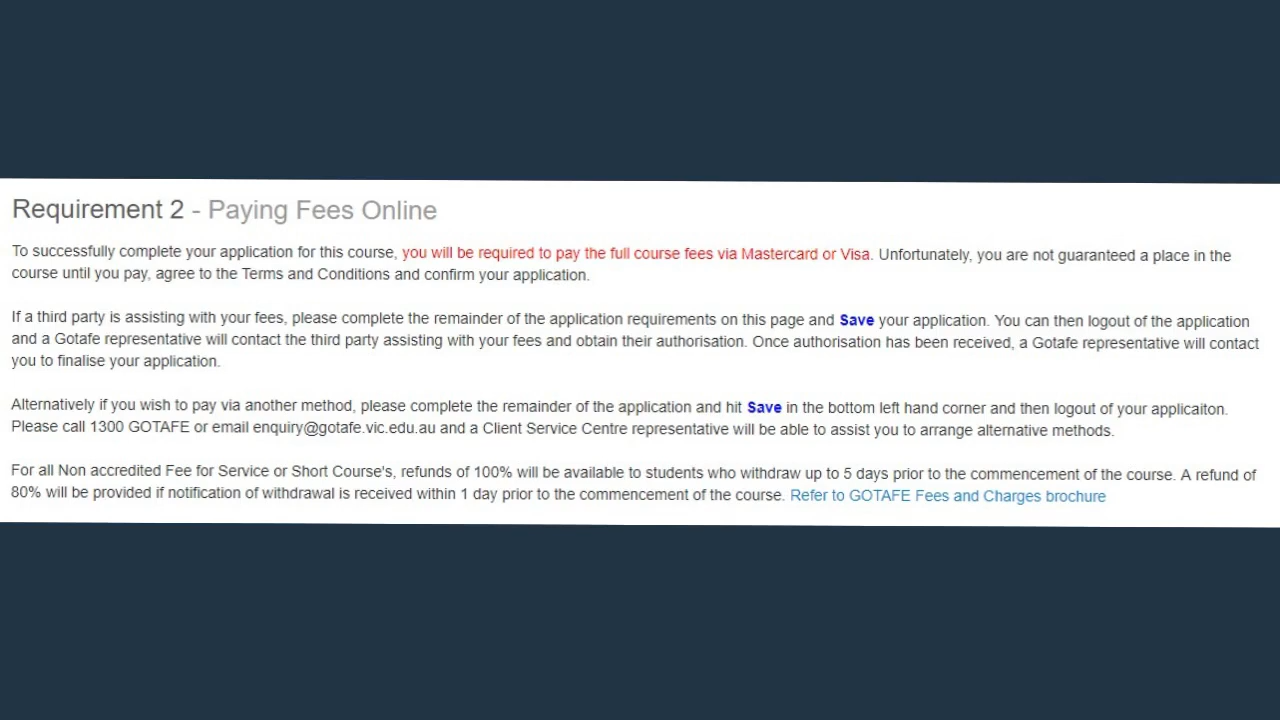 Requirement 2 - Paying Fees Online
To successfully complete your application for this course, you will be required to pay the full course fees via Mastercard or Visa. Unfortunately, you are not guaranteed a place in the
course until you pay, agree to the Terms and Conditions and confirm your application.
If a third party is assisting with your fees, please complete the remainder of the application requirements on this page and Save your application. You can then logout of the application
and a Gotafe representative will contact the third party assisting with your fees and obtain their authorisation. Once authorisation has been received, a Gotafe representative will contact
you to finalise your application.
Alternatively if you wish to pay via another method, please complete the remainder of the application and hit Save in the bottom left hand corner and then logout of your applicaiton.
Please call 1300 GOTAFE or email enquiry@gotafe.vic.edu.au and a Client Service Centre representative will be able to assist you to arrange alternative methods.
For all Non accredited Fee for Service or Short Course's, refunds of 100% will be available to students who withdraw up to 5 days prior to the commencement of the course. A refund of
80% will be provided if notification of withdrawal is received within 1 day prior to the commencement of the course. Refer to GOTAFE Fees and Charges brochure